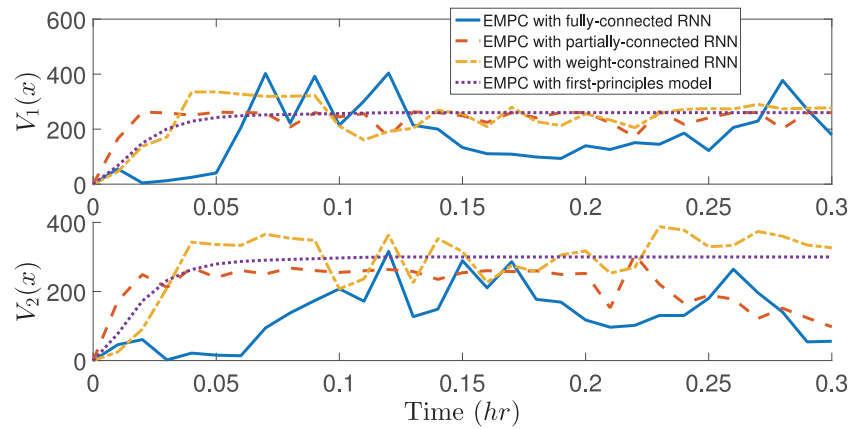 600
400
200
0
V₁(x)
EMPC with fully-connected RNN
EMPC with partially-connected RNN
EMPC with weight-constrained RNN
EMPC with first-principles model
0 0.05 0.1 0.15 0.2 0.25 0.3
400
200
0
V₂(x)
0 0.05 0.1 0.15 0.2 0.25 0.3
Time (hr)